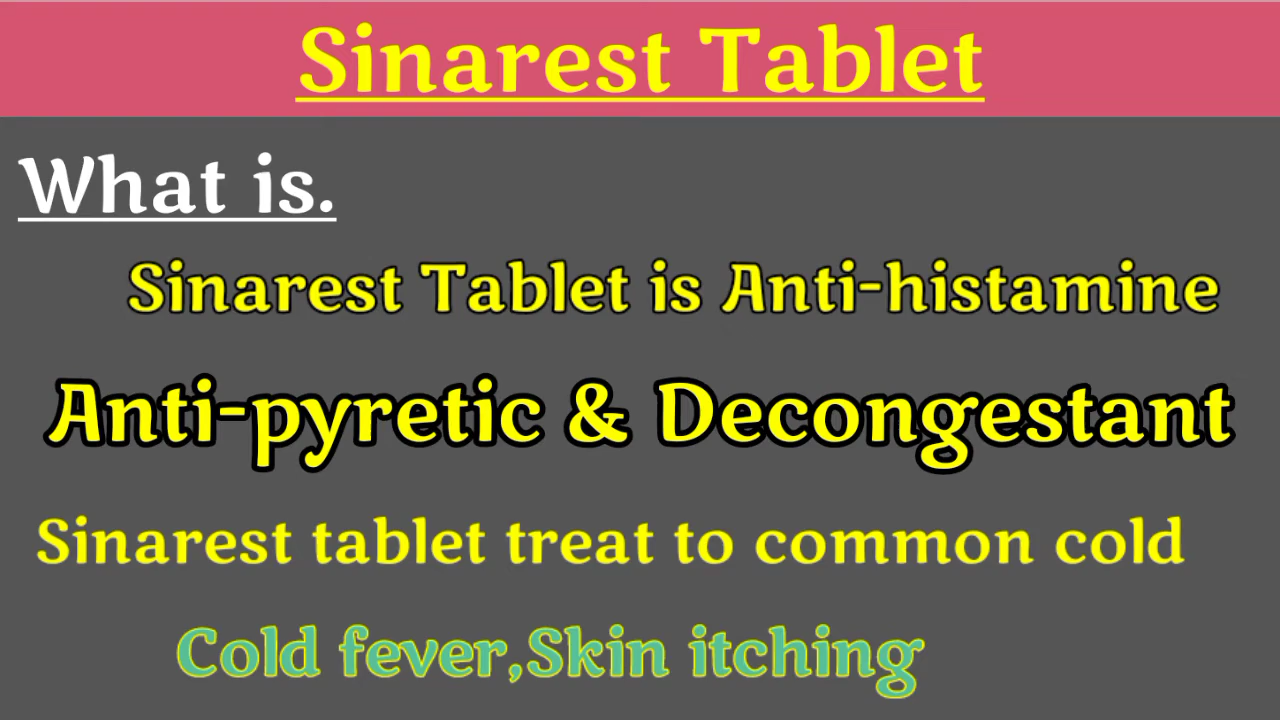 Sinarest Tablet
What is.
Sinarest Tablet is Anti-histamine
Anti-pyretic & Decongestant
Sinarest tablet treat to common cold
Cold fever,Skin itching